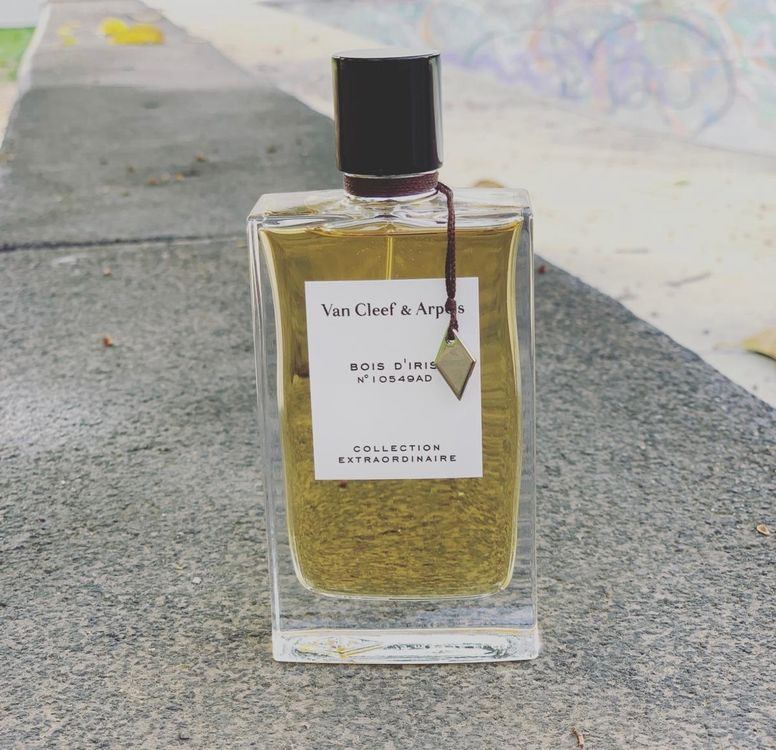 Van Cleef & Arpels
BOIS D'IRIS
N°10549AD
COLLECTION
EXTRAORDINAIRE